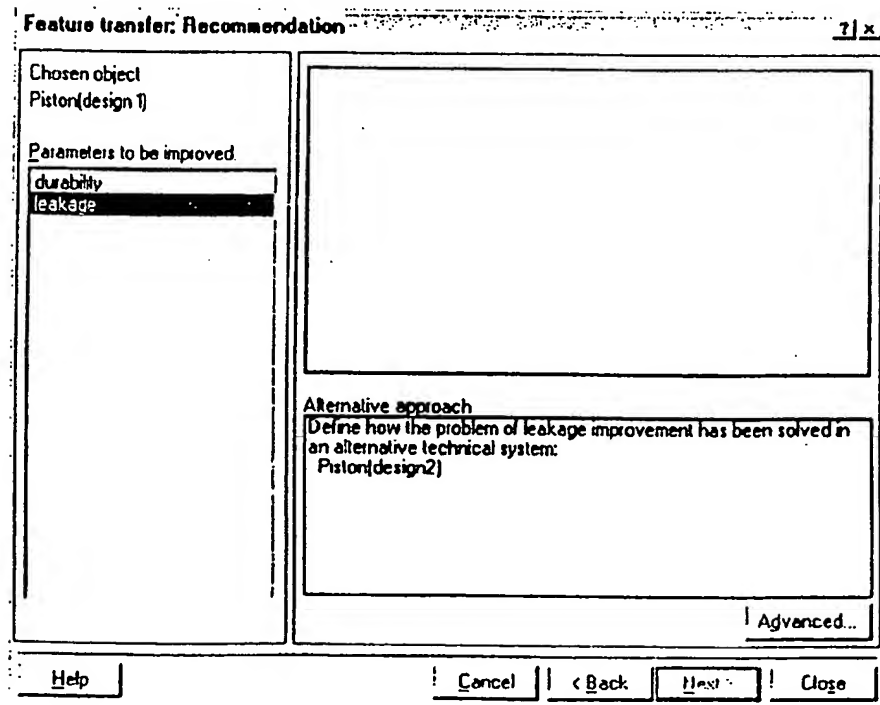 Feature transfer: Recommendation ? ×
Chosen object
Piston(design 1)
Parameters to be improved.
durability
leakage
Alternative approach
Define how the problem of leakage improvement has been solved in
an alternative technical system:
Piston(design2)
Advanced...
Help
Cancel
< Back
Next >
Close